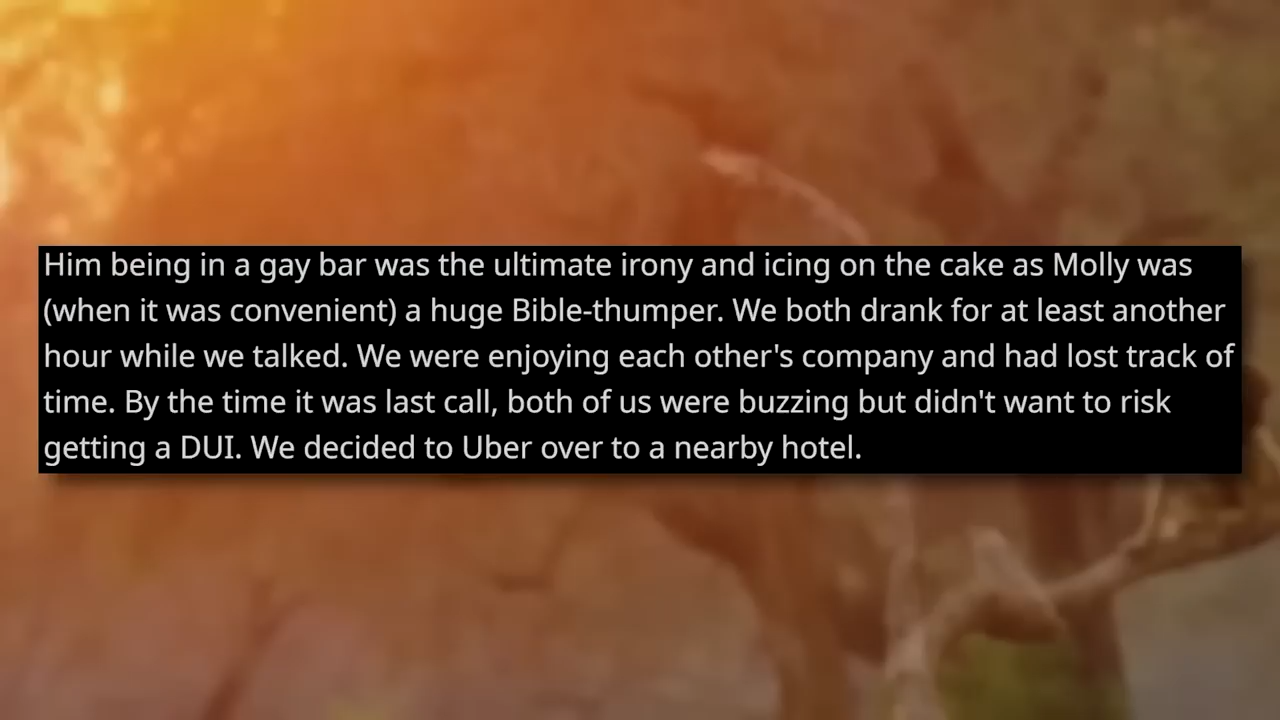 Him being in a gay bar was the ultimate irony and icing on the cake as Molly was
(when it was convenient) a huge Bible-thumper. We both drank for at least another
hour while we talked. We were enjoying each other's company and had lost track of
time. By the time it was last call, both of us were buzzing but didn't want to risk
getting a DUI. We decided to Uber over to a nearby hotel.